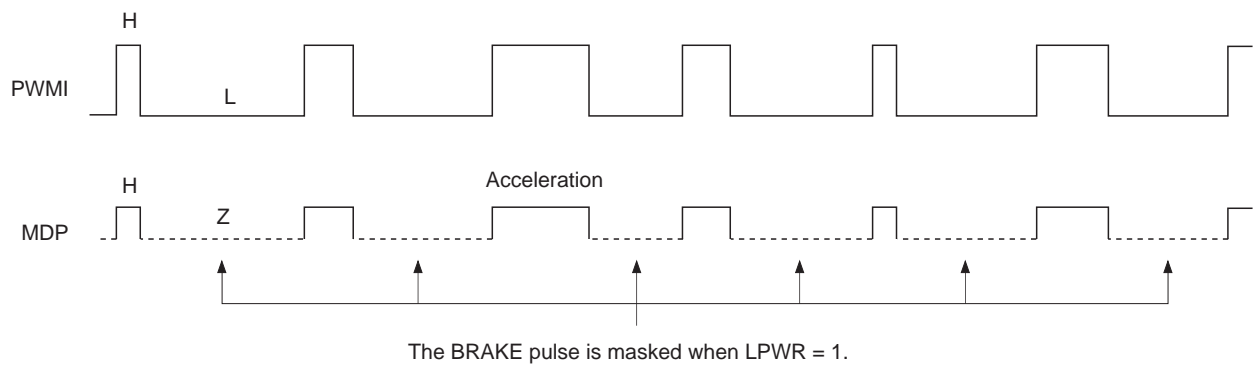 H
PWMI
L
Acceleration
H
Z
MDP
The BRAKE pulse is masked when LPWR = 1.